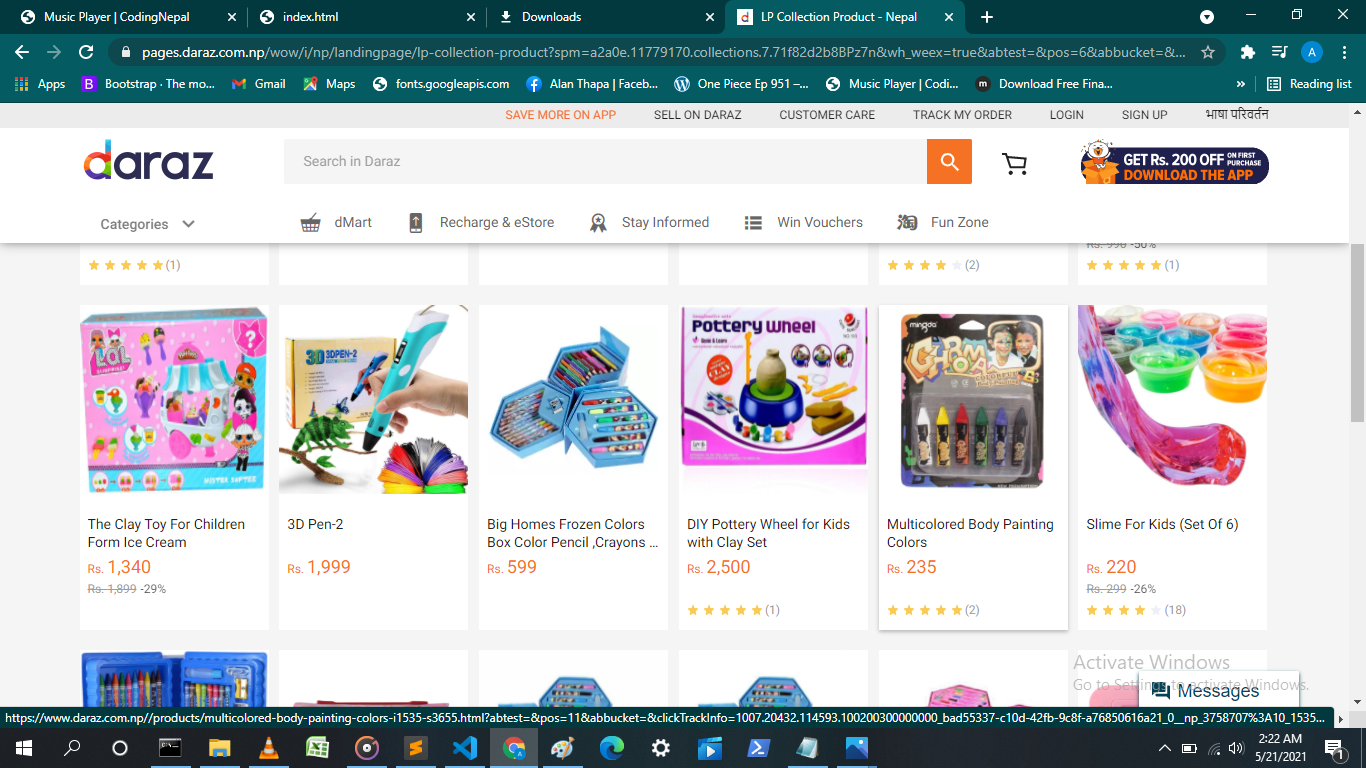 Music Player | CodingNepal
index.html
Downloads
LP Collection Product - Nepal
pages.daraz.com.np/wow/i/np/landingpage/lp-collection-product?spm=a2a0e.11779170.collections.7.71f82d2b8BPz7n&wh_weex=true&abtest=&pos=6&abbucket=&...
A
Apps
Bootstrap · The mo...
Gmail
Maps
fonts.googleapis.com
Alan Thapa | Faceb...
One Piece Ep 951 –...
Music Player | Codi...
Download Free Fina...
Reading list
SAVE MORE ON APP
SELL ON DARAZ
CUSTOMER CARE
TRACK MY ORDER
LOGIN
SIGN UP
भाषा परिवर्तन
daraz
Search in Daraz
GET Rs. 200 OFF ON FIRST PURCHASE
DOWNLOAD THE APP
Categories
dMart
Recharge & eStore
Stay Informed
Win Vouchers
Fun Zone
(1)
(2)
Rs. 990 -50%
(1)
L.O.L
SURPRISE!
MISTER SOFTEE
3D 3DPEN-2
Pottery Wheel
mingda
The Clay Toy For Children
Form Ice Cream
Rs. 1,340
Rs. 1,899 -29%
3D Pen-2
Rs. 1,999
Big Homes Frozen Colors
Box Color Pencil ,Crayons ...
Rs. 599
DIY Pottery Wheel for Kids
with Clay Set
Rs. 2,500
(1)
Multicolored Body Painting
Colors
Rs. 235
(2)
Slime For Kids (Set Of 6)
Rs. 220
Rs. 299 -26%
(18)
Activate Windows
Go to Settings to activate Windows.
Messages
https://www.daraz.com.np//products/multicolored-body-painting-colors-i1535-s3655.html?abtest=&pos=11&abbucket=&clickTrackInfo=1007.20432.114593.100200300000000_bad55337-c10d-42fb-9c8f-a76850616a21_0__np_3758707%3A10_1535...
2:22 AM
5/21/2021
1